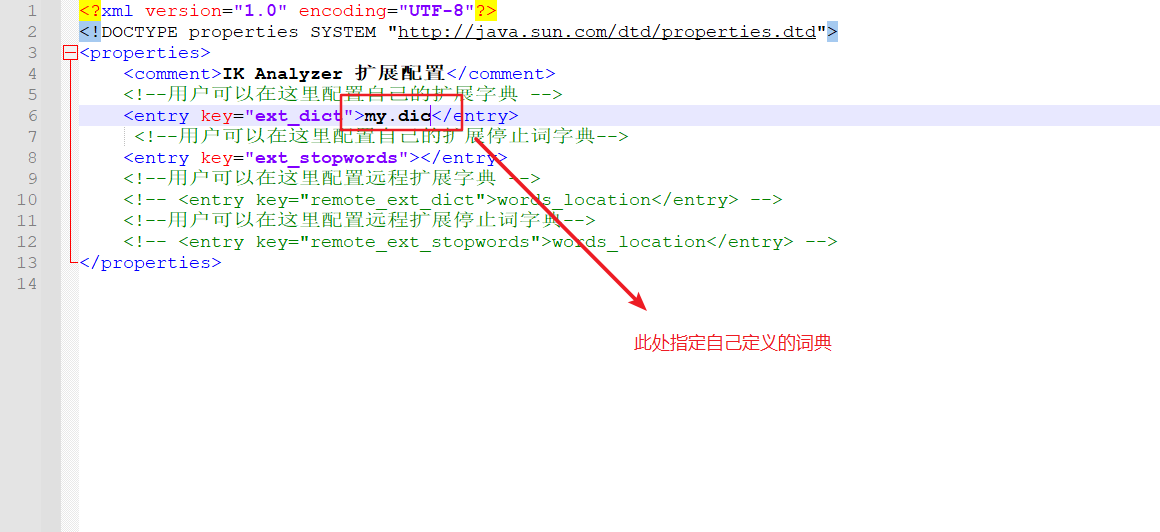 1 <?xml version="1.0" encoding="UTF-8"?>
2 <!DOCTYPE properties SYSTEM "http://java.sun.com/dtd/properties.dtd">
3 <properties>
4 <comment>IK Analyzer 扩展配置</comment>
5 <!--用户可以在这里配置自己的扩展字典 -->
6 <entry key="ext_dict">my.dic</entry>
7 <!--用户可以在这里配置自己的扩展停止词字典-->
8 <entry key="ext_stopwords"></entry>
9 <!--用户可以在这里配置远程扩展字典 -->
10 <!-- <entry key="remote_ext_dict">words_location</entry> -->
11 <!--用户可以在这里配置远程扩展停止词字典-->
12 <!-- <entry key="remote_ext_stopwords">words_location</entry> -->
13 </properties>
14
此处指定自己定义的词典